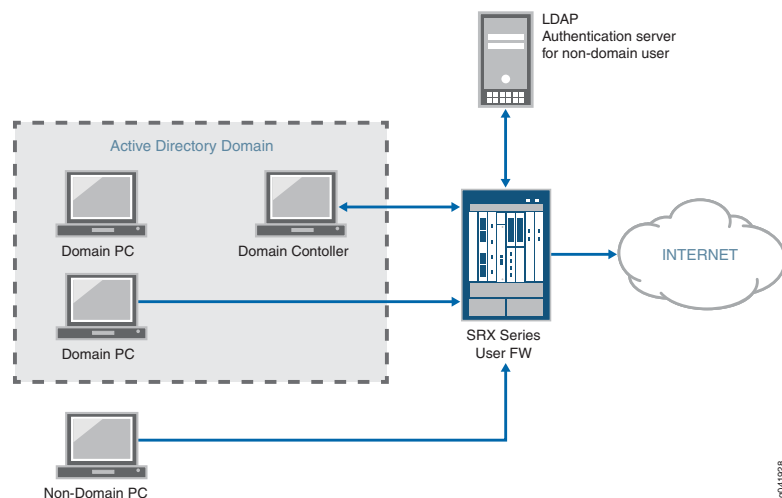 LDAP
Authentication server
for non-domain user
Active Directory Domain
Domain PC
Domain Contoller
Domain PC
SRX Series
User FW
INTERNET
Non-Domain PC